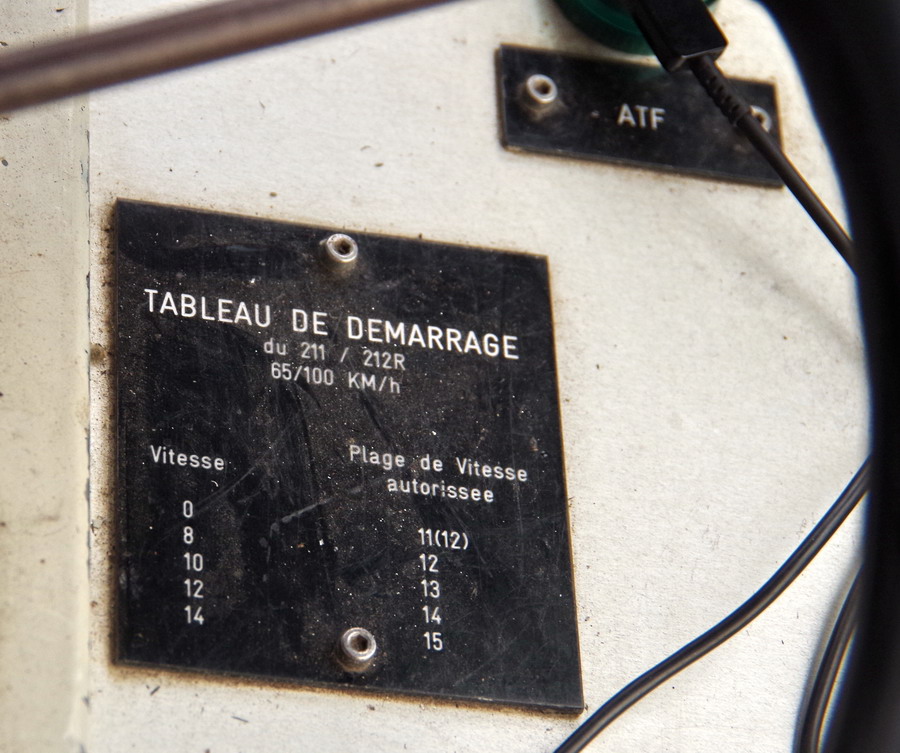 ATF
TABLEAU DE DEMARRAGE
du 211 / 212R
65/100 KM/h
Vitesse Plage de Vitesse
autorissee
0 11(12)
8 12
10 13
12 14
14 15